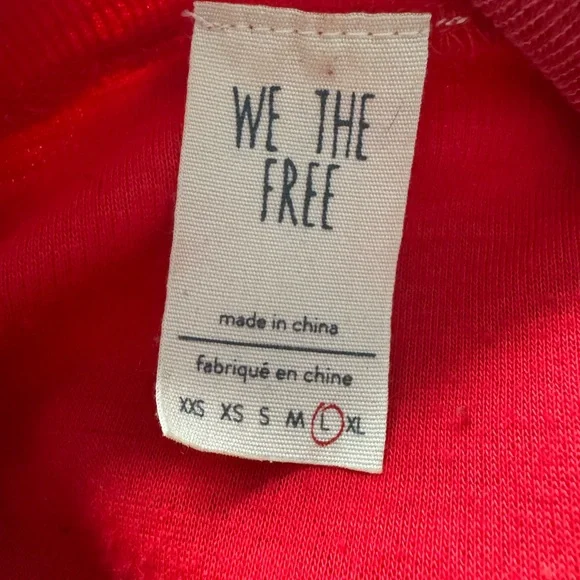 WE THE
FREE
made in china
fabriqué en chine
XXS XS S M L XL